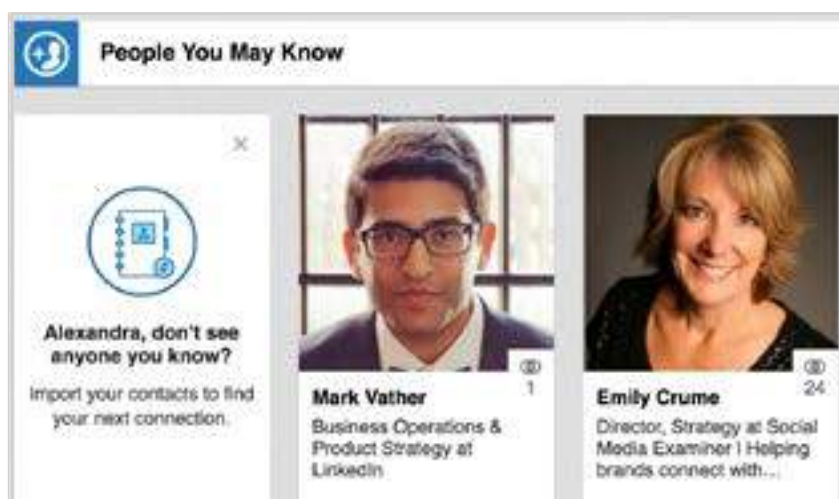 People You May Know
Alexandra, don't see
anyone you know?
Import your contacts to find
your next connection.
1
Mark Vather
Business Operations &
Product Strategy at
LinkedIn
24
Emily Crume
Director, Strategy at Social
Media Examiner | Helping
brands connect with...